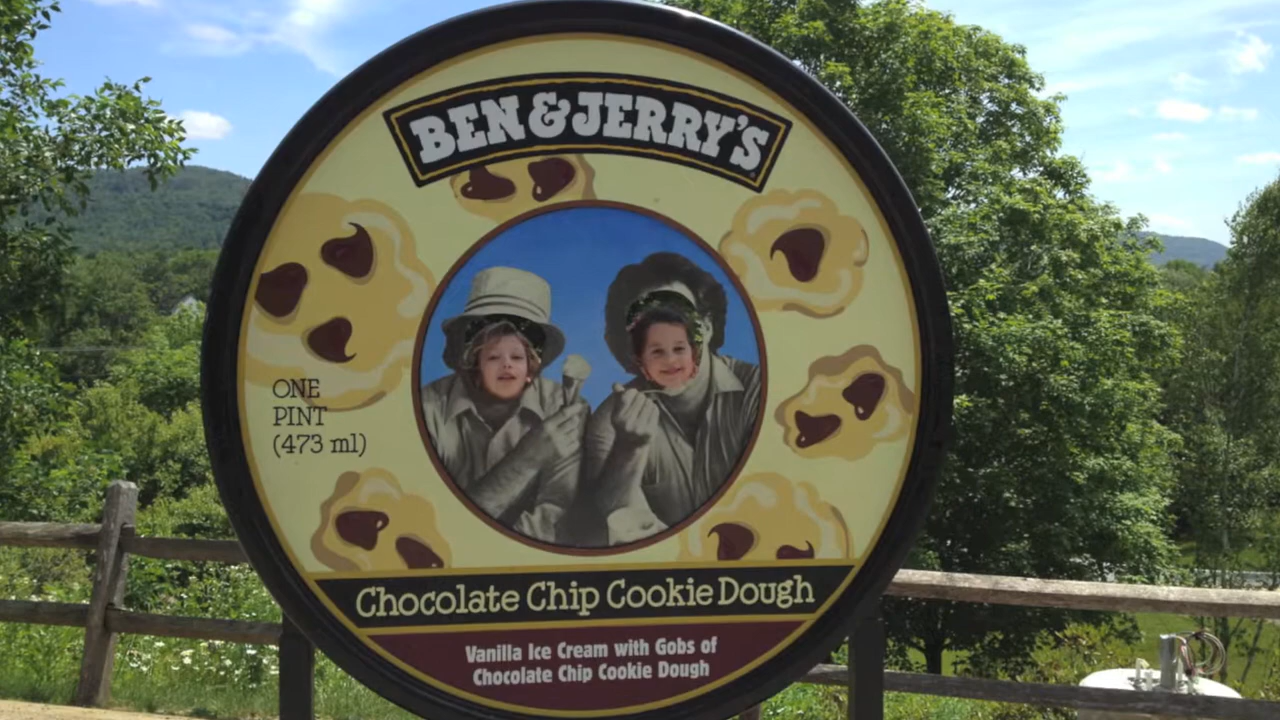 BEN & JERRY'S
ONE
PINT
(473 ml)
Chocolate Chip Cookie Dough
Vanilla Ice Cream with Gobs of
Chocolate Chip Cookie Dough